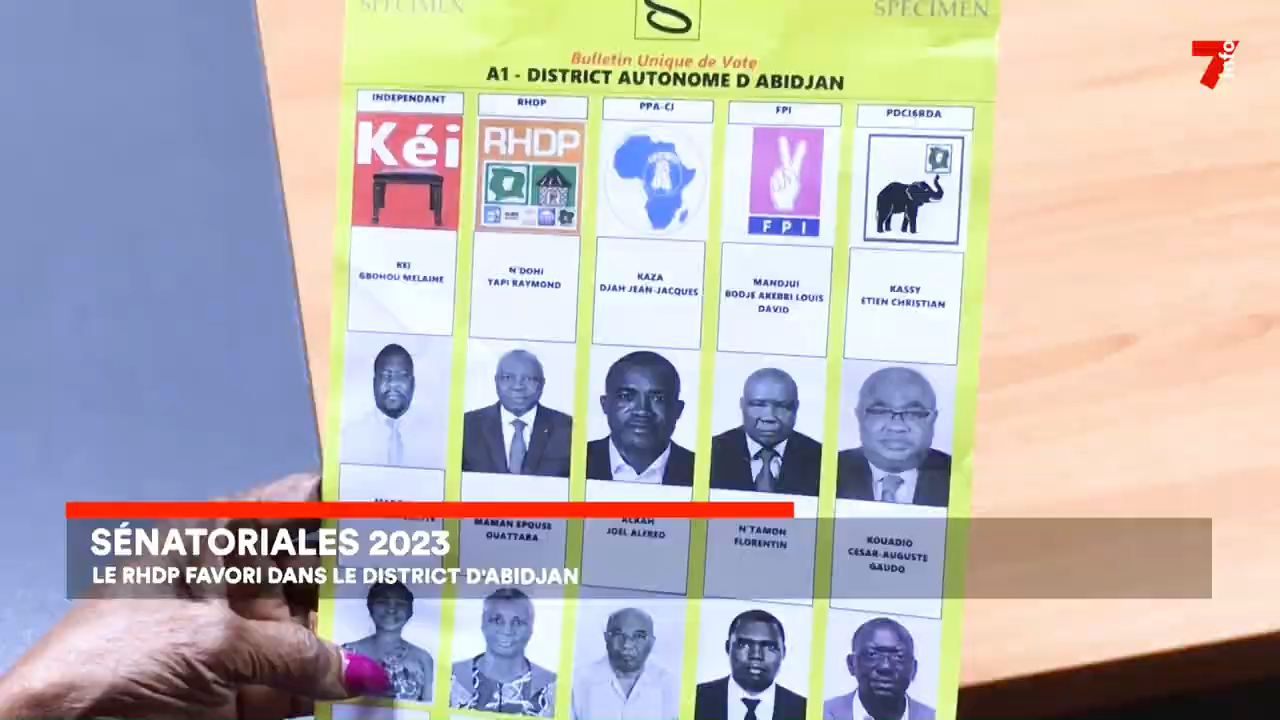 SPECIMEN
SPECIMEN
7info
Bulletin Unique de Vote
A1 - DISTRICT AUTONOME D ABIDJAN
INDEPENDANT
RHDP
PPA-CI
FPI
PDCI6RDA
Kéi
RHDP
FPI
KEI
GBOHOU MELAINE
N'DOHI
YAPI RAYMOND
KAZA
DJAH JEAN-JACQUES
MANDJUI
BODJE AKEBRI LOUIS
DAVID
KASSY
ETIEN CHRISTIAN
MAMAN EPOUSE
OUATTARA
JOEL ALFRED
N'TAMON
FLORENTIN
KOUADIO
CESAR-AUGUSTE
GAUDO
SÉNATORIALES 2023
LE RHDP FAVORI DANS LE DISTRICT D'ABIDJAN